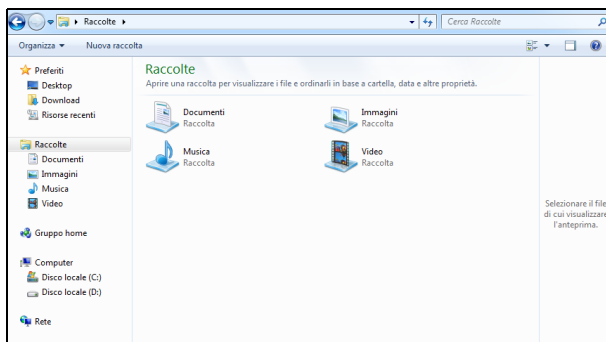 Raccolte
Cerca Raccolte
Organizza
Nuova raccolta
Preferiti
Desktop
Download
Risorse recenti
Raccolte
Documenti
Immagini
Musica
Video
Gruppo home
Computer
Disco locale (C:)
Disco locale (D:)
Rete
Raccolte
Aprire una raccolta per visualizzare i file e ordinarli in base a cartella, data e altre proprietà.
Documenti
Raccolta
Immagini
Raccolta
Musica
Raccolta
Video
Raccolta
Selezionare il file
di cui visualizzare
l'anteprima.